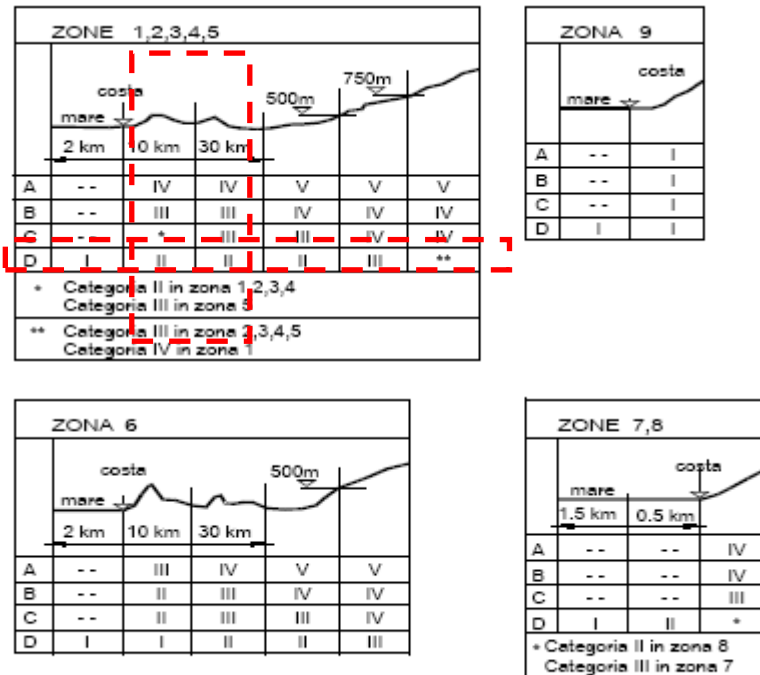 ZONE 1,2,3,4,5
750m
costa
500m
mare
2 km 10 km 30 km
A -- IV IV V V V
B -- III III IV IV IV
C -- * III III IV IV
D I II II II III **
* Categoria II in zona 1,2,3,4
Categoria III in zona 5
** Categoria III in zona 2,3,4,5
Categoria IV in zona 1
ZONA 9
costa
mare
A -- I
B -- I
C -- I
D I I
ZONA 6
costa 500m
mare
2 km 10 km 30 km
A -- III IV V V
B -- II III IV IV
C -- II III III IV
D I I II II III
ZONE 7,8
costa
mare
1.5 km 0.5 km
A -- -- IV
B -- -- IV
C -- -- III
D I II *
* Categoria II in zona 8
Categoria III in zona 7